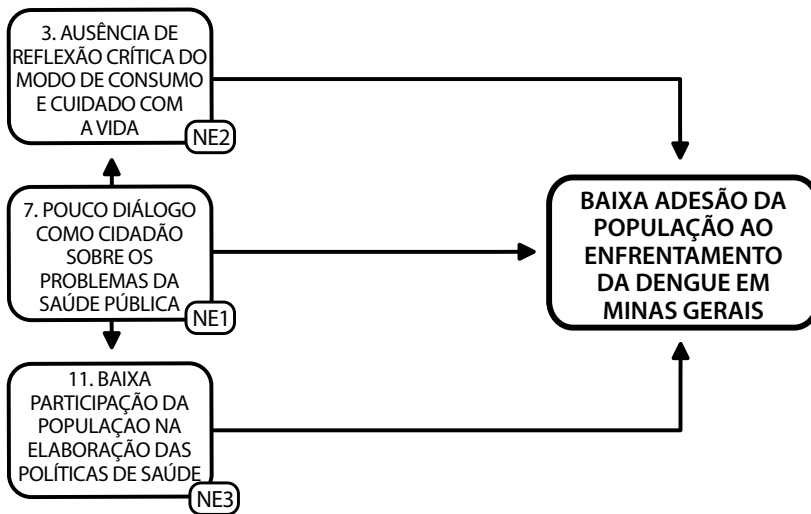 3. AUSÊNCIA DE
REFLEXÃO CRÍTICA DO
MODO DE CONSUMO
E CUIDADO COM
A VIDA
NE2
7. POUCO DIÁLOGO
COMO CIDADÃO
SOBRE OS
PROBLEMAS DA
SAÚDE PÚBLICA
NE1
11. BAIXA
PARTICIPAÇÃO DA
POPULAÇAO NA
ELABORAÇÃO DAS
POLÍTICAS DE SAÚDE
NE3
BAIXA ADESÃO DA
POPULAÇÃO AO
ENFRENTAMENTO
DA DENGUE EM
MINAS GERAIS